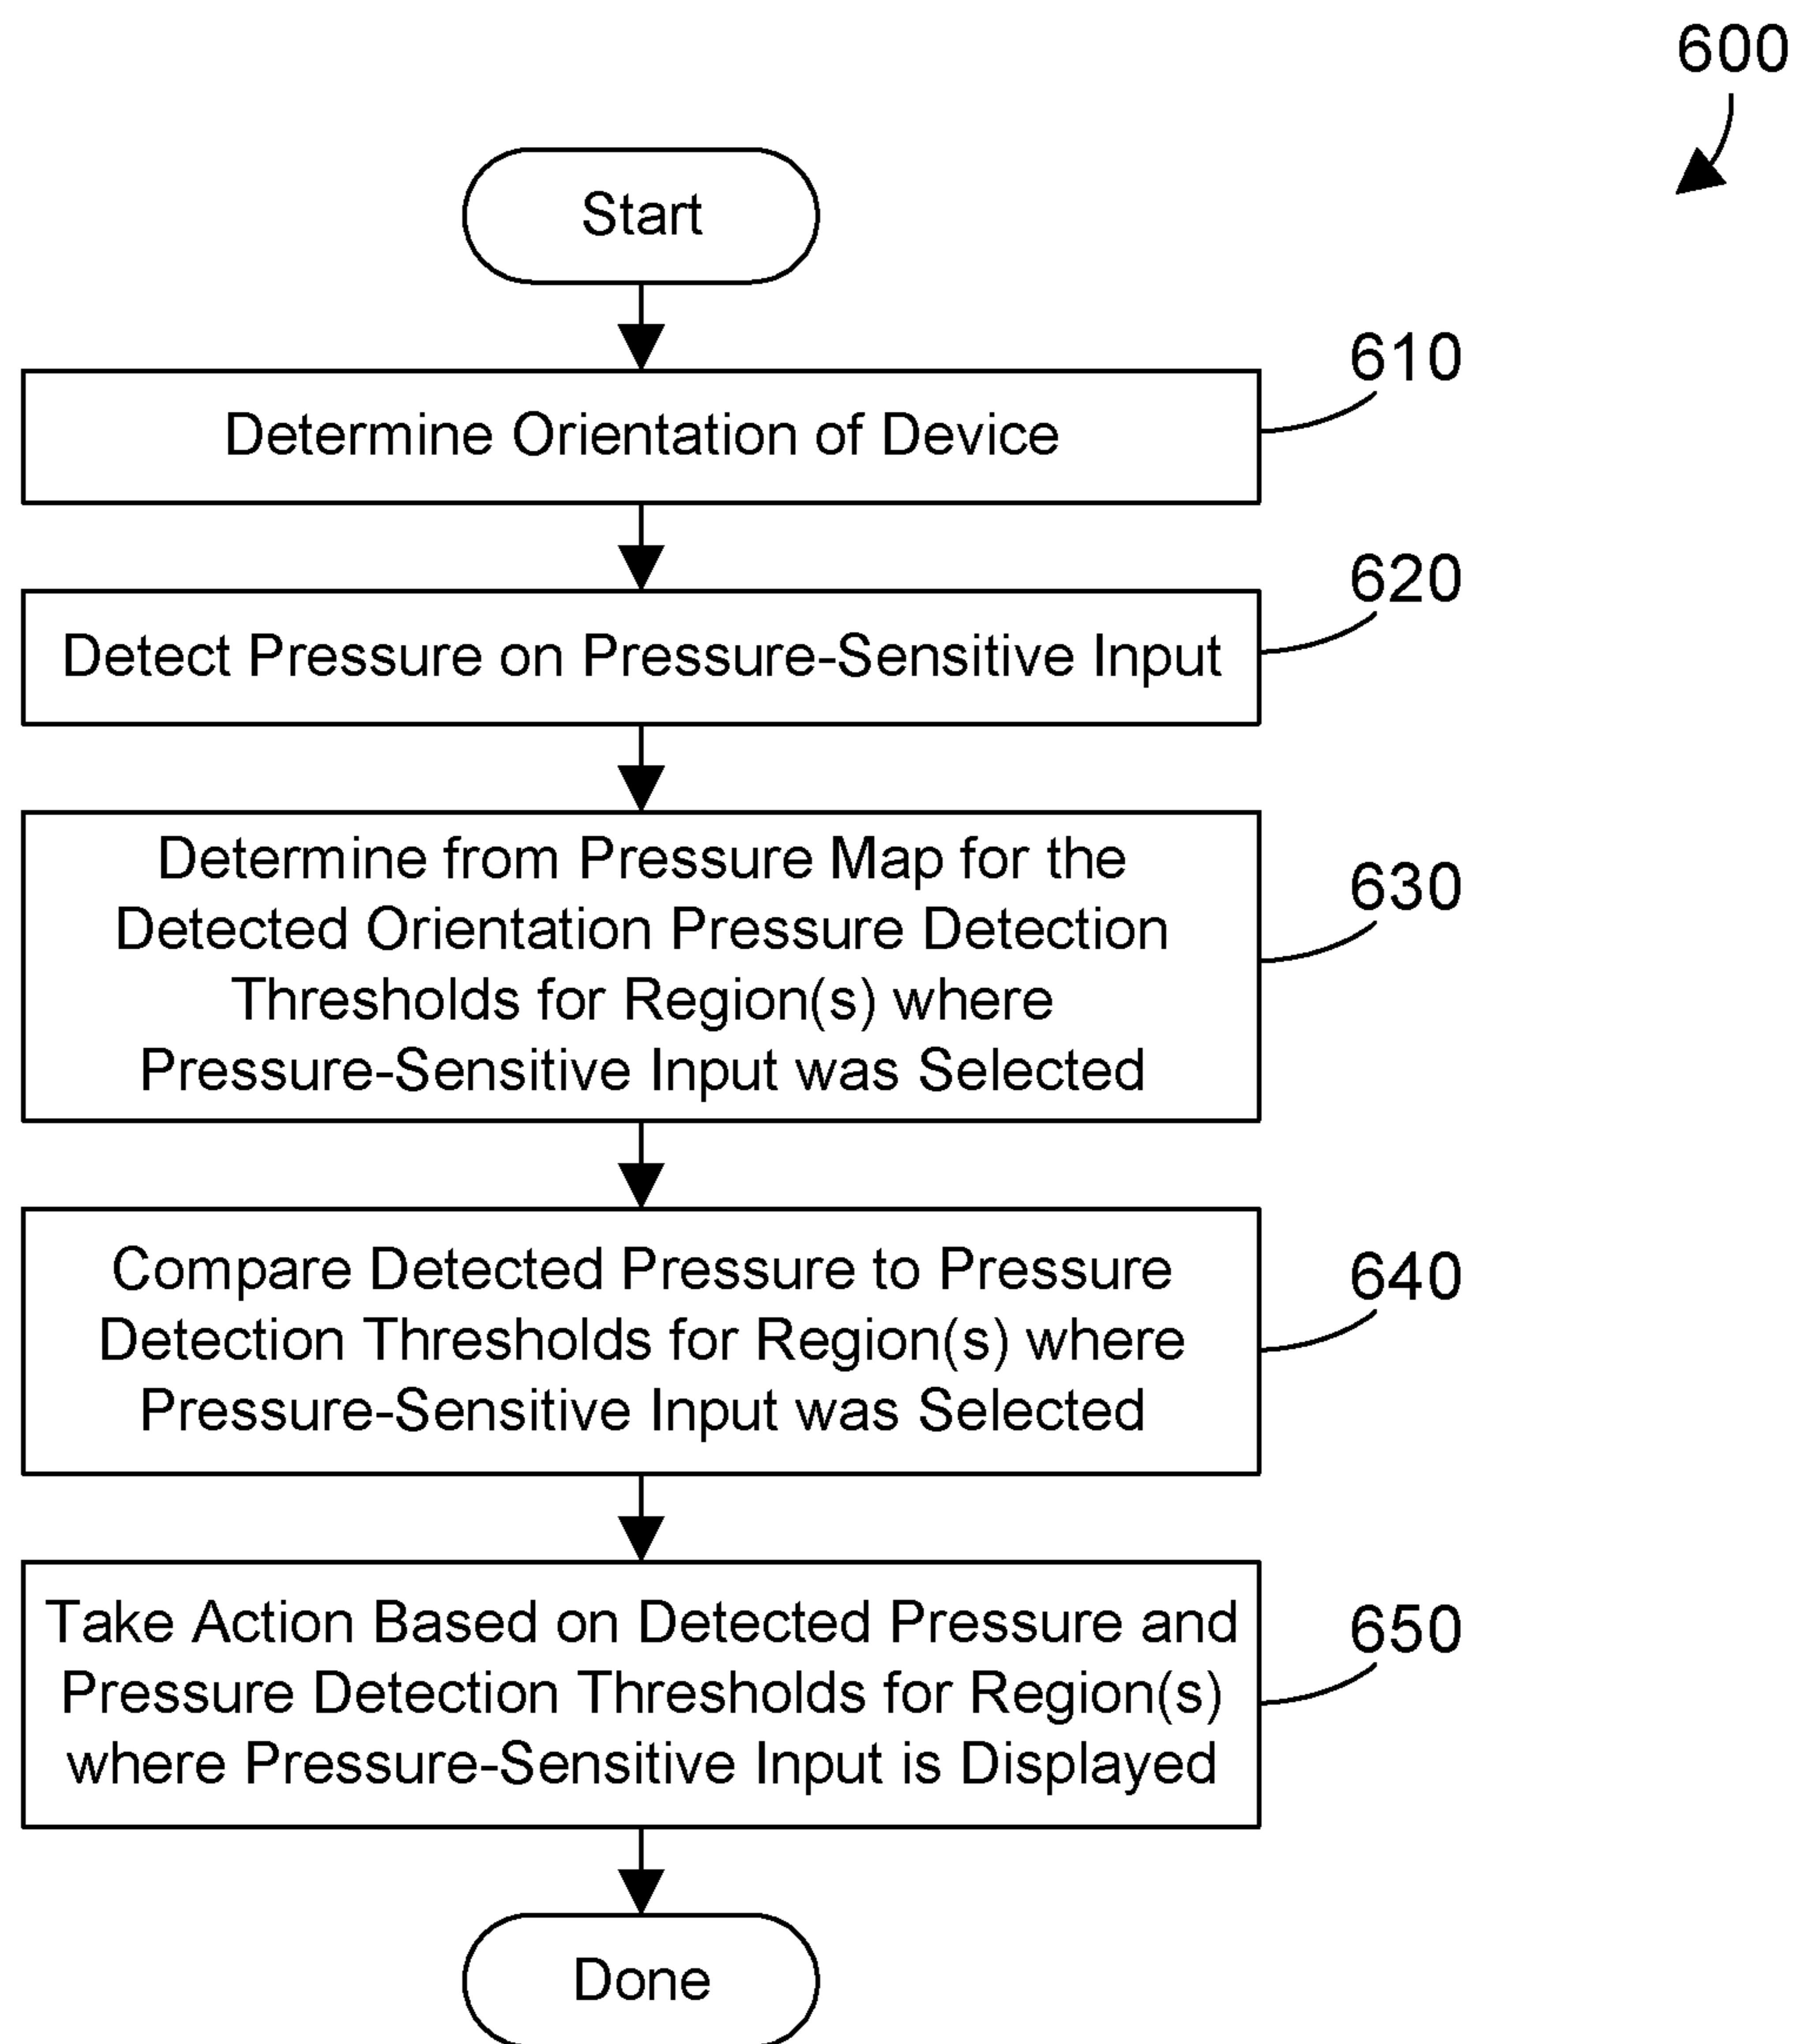 600
Start
610
Determine Orientation of Device
620
Detect Pressure on Pressure-Sensitive Input
630
Determine from Pressure Map for the
Detected Orientation Pressure Detection
Thresholds for Region(s) where
Pressure-Sensitive Input was Selected
640
Compare Detected Pressure to Pressure
Detection Thresholds for Region(s) where
Pressure-Sensitive Input was Selected
650
Take Action Based on Detected Pressure and
Pressure Detection Thresholds for Region(s)
where Pressure-Sensitive Input is Displayed
Done